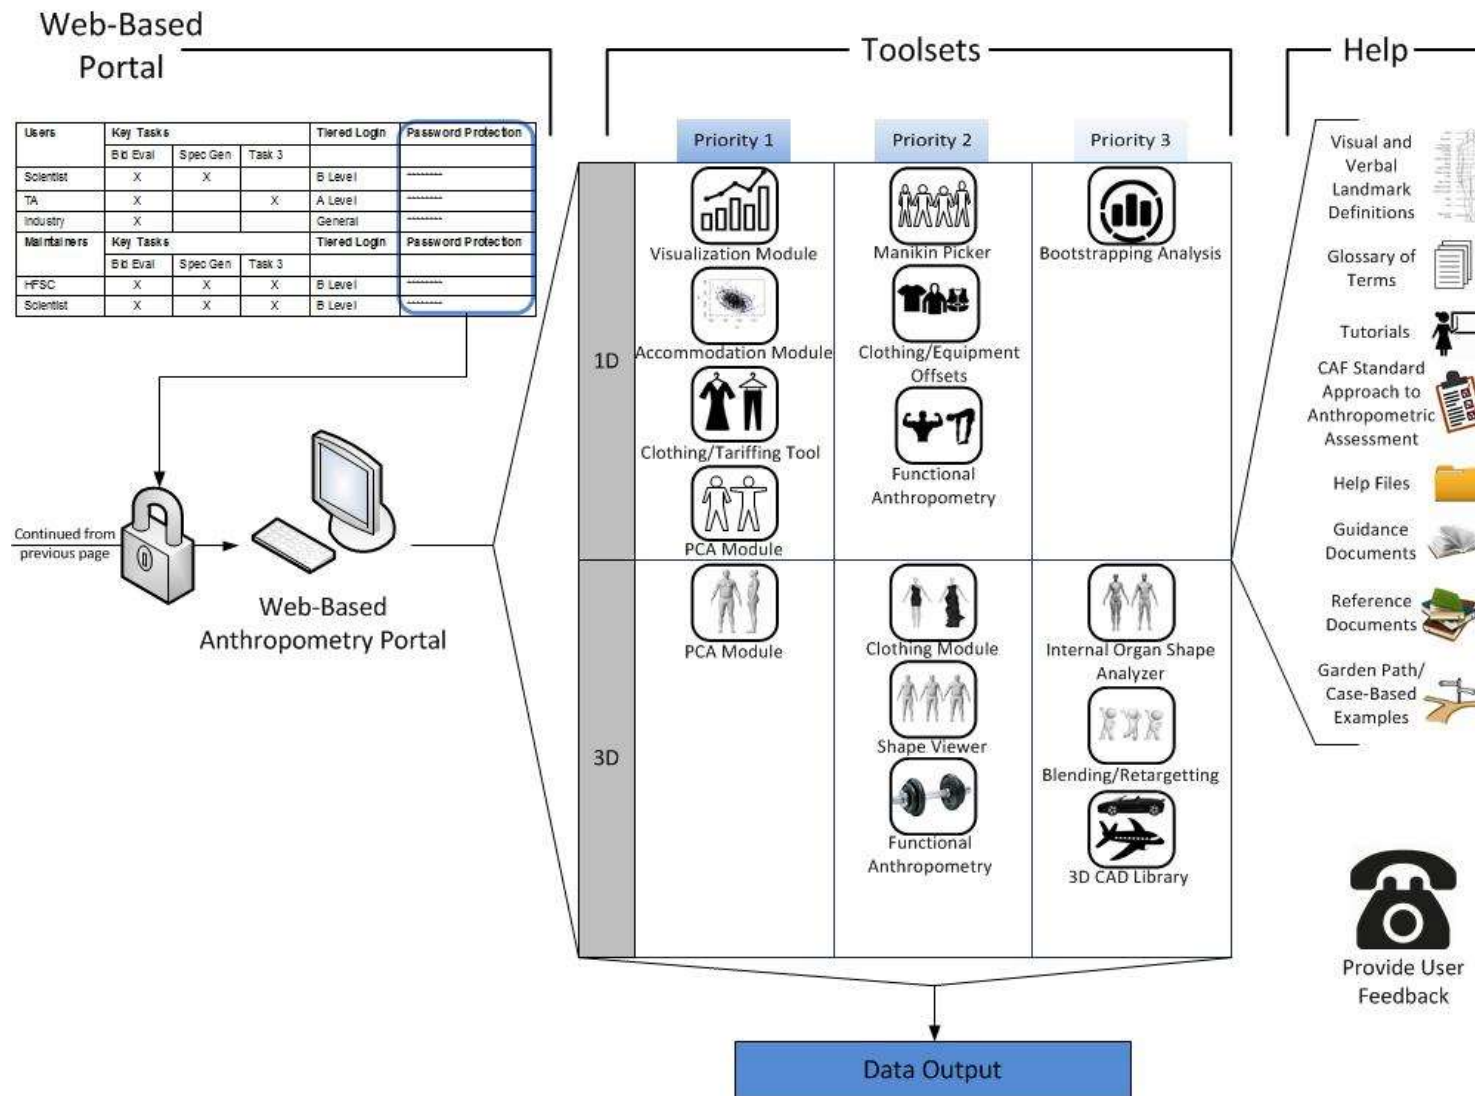 Web-Based
Portal
Toolsets
Help
Users Key Tasks Tiered Login Password Protection
Bid Eval Spec Gen Task 3
Scientist X X B Level ********
TA X X A Level ********
Industry X General ********
Maintainers Key Tasks Tiered Login Password Protection
Bid Eval Spec Gen Task 3
HFSC X X X B Level ********
Scientist X X X B Level ********
Continued from
previous page
Web-Based
Anthropometry Portal
Priority 1 Priority 2 Priority 3
1D
Visualization Module
Accommodation Module
Clothing/Tariffing Tool
PCA Module
Manikin Picker
Clothing/Equipment
Offsets
Functional
Anthropometry
Bootstrapping Analysis
3D
PCA Module
Clothing Module
Shape Viewer
Functional
Anthropometry
Internal Organ Shape
Analyzer
Blending/Retargetting
3D CAD Library
Visual and
Verbal
Landmark
Definitions
Glossary of
Terms
Tutorials
CAF Standard
Approach to
Anthropometric
Assessment
Help Files
Guidance
Documents
Reference
Documents
Garden Path/
Case-Based
Examples
Provide User
Feedback
Data Output